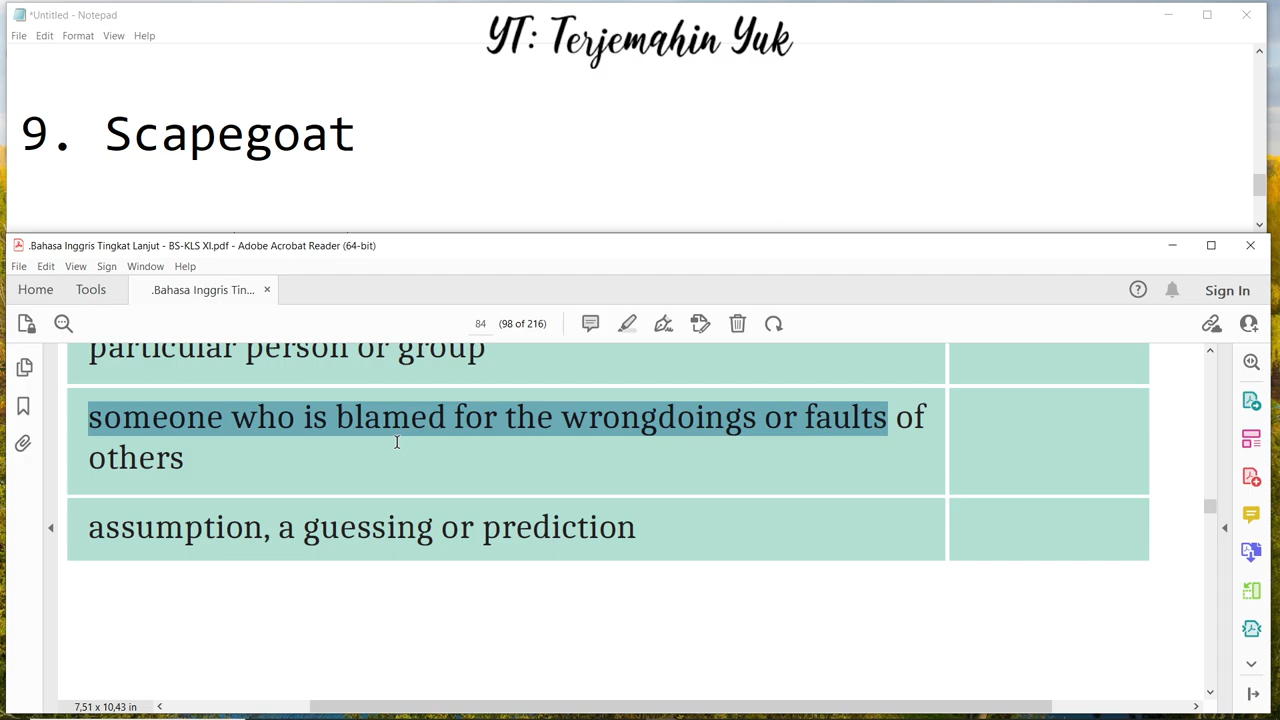 *Untitled - Notepad
YT: Terjemahin Yuk
File Edit Format View Help
9. Scapegoat
.Bahasa Inggris Tingkat Lanjut - BS-KLS XI.pdf - Adobe Acrobat Reader (64-bit)
File Edit View Sign Window Help
Home Tools .Bahasa Inggris Tin... × Sign In
84 (98 of 216)
particular person or group
someone who is blamed for the wrongdoings or faults of
others
assumption, a guessing or prediction
7,51 x 10,43 in